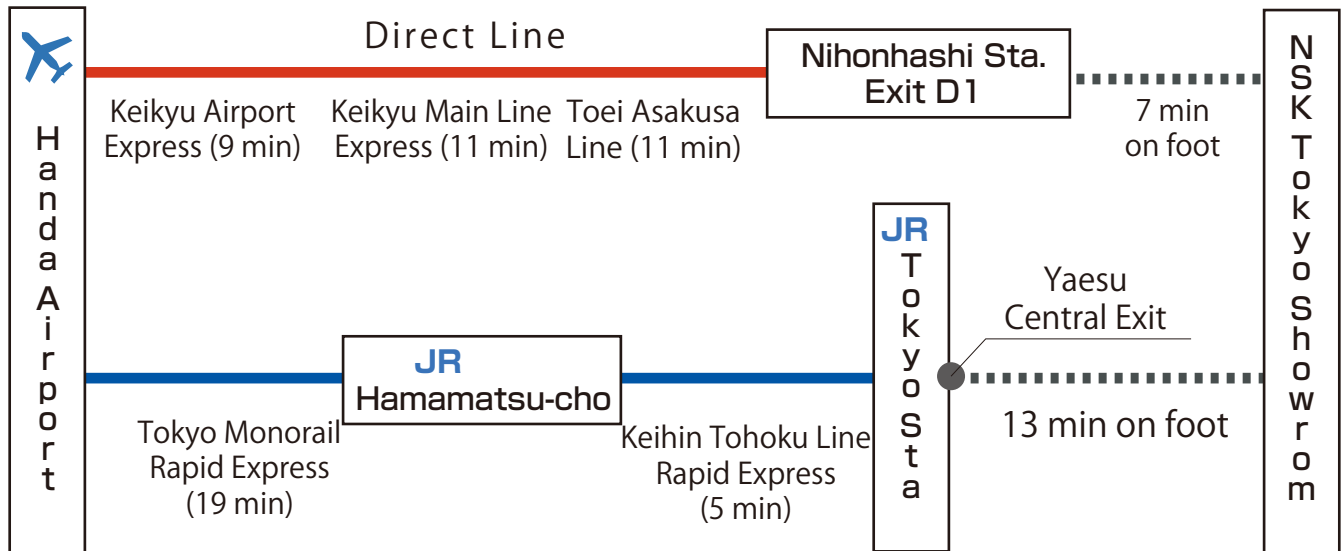 Handa Airport
Direct Line
Keikyu Airport
Express (9 min)
Keikyu Main Line
Express (11 min)
Toei Asakusa
Line (11 min)
Nihonhashi Sta.
Exit D1
7 min
on foot
NSK Tokyo Showrom
JR
Hamamatsu-cho
Tokyo Monorail
Rapid Express
(19 min)
Keihin Tohoku Line
Rapid Express
(5 min)
JR Tokyo Sta
Yaesu
Central Exit
13 min on foot